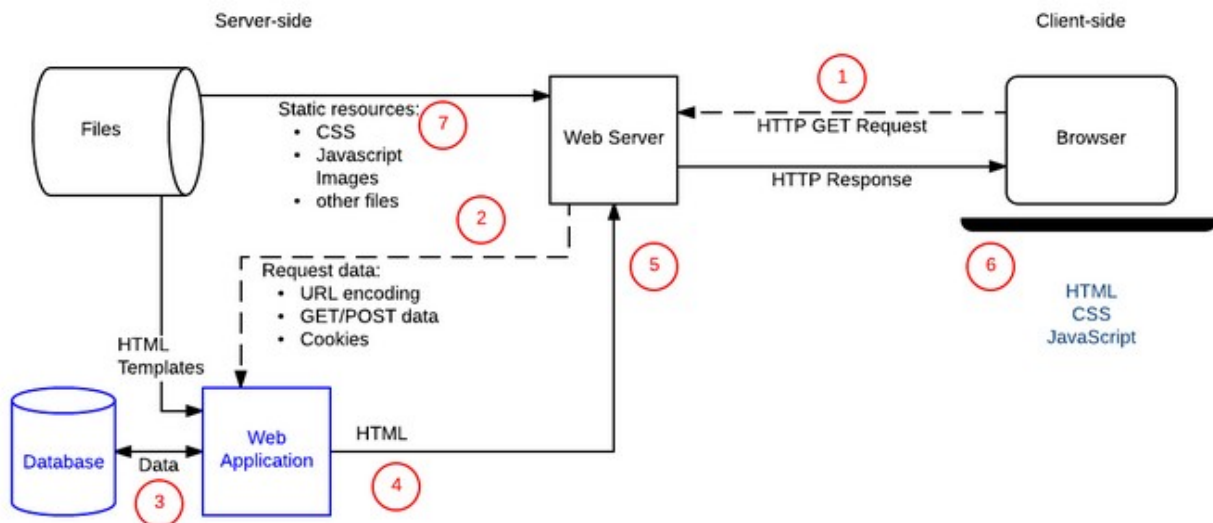 Server-side
Client-side
Files
Static resources:
• CSS
• Javascript
Images
• other files
7
Web Server
1
HTTP GET Request
HTTP Response
Browser
2
Request data:
• URL encoding
• GET/POST data
• Cookies
5
6
HTML
CSS
JavaScript
HTML
Templates
Database
Data
3
Web
Application
HTML
4